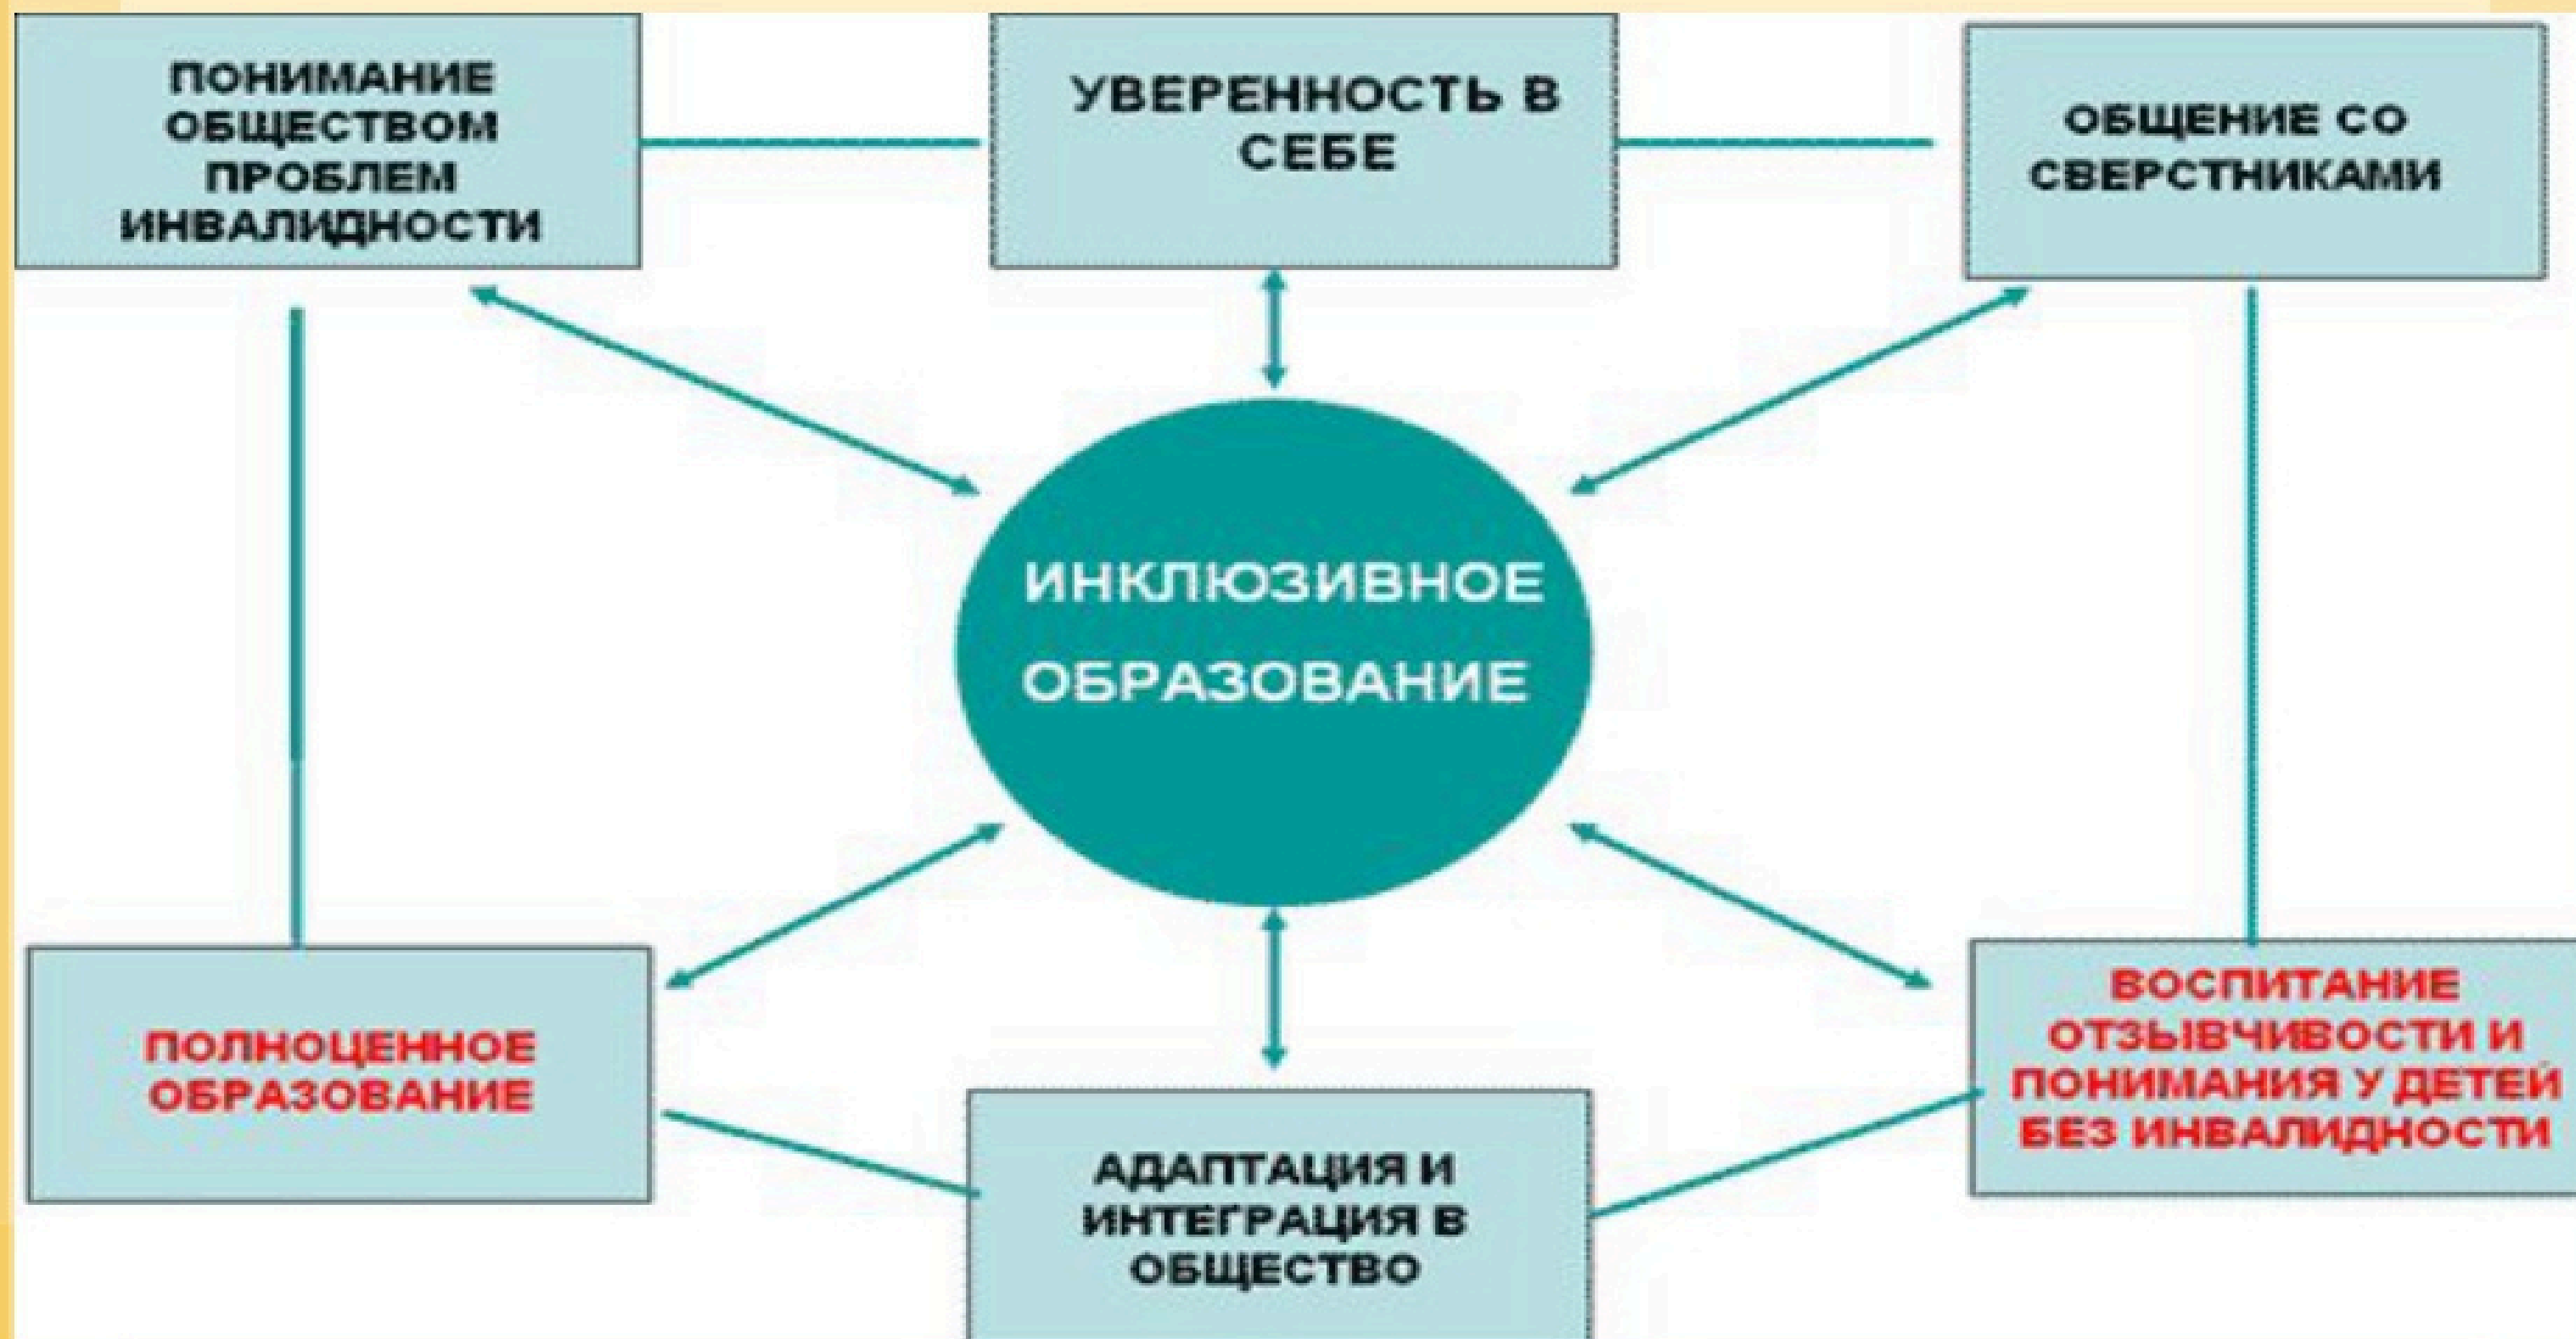 ПОНИМАНИЕ
ОБЩЕСТВОМ
ПРОБЛЕМ
ИНВАЛИДНОСТИ
УВЕРЕННОСТЬ В
СЕБЕ
ОБЩЕНИЕ СО
СВЕРСТНИКАМИ
ИНКЛЮЗИВНОЕ
ОБРАЗОВАНИЕ
ПОЛНОЦЕННОЕ
ОБРАЗОВАНИЕ
АДАПТАЦИЯ И
ИНТЕГРАЦИЯ В
ОБЩЕСТВО
ВОСПИТАНИЕ
ОТЗЫВЧИВОСТИ И
ПОНИМАНИЯ У ДЕТЕЙ
БЕЗ ИНВАЛИДНОСТИ